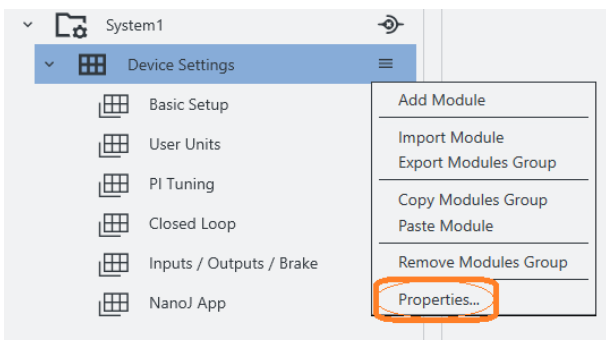 System1
Device Settings
Basic Setup
User Units
PI Tuning
Closed Loop
Inputs / Outputs / Brake
NanoJ App
Add Module
Import Module
Export Modules Group
Copy Modules Group
Paste Module
Remove Modules Group
Properties...